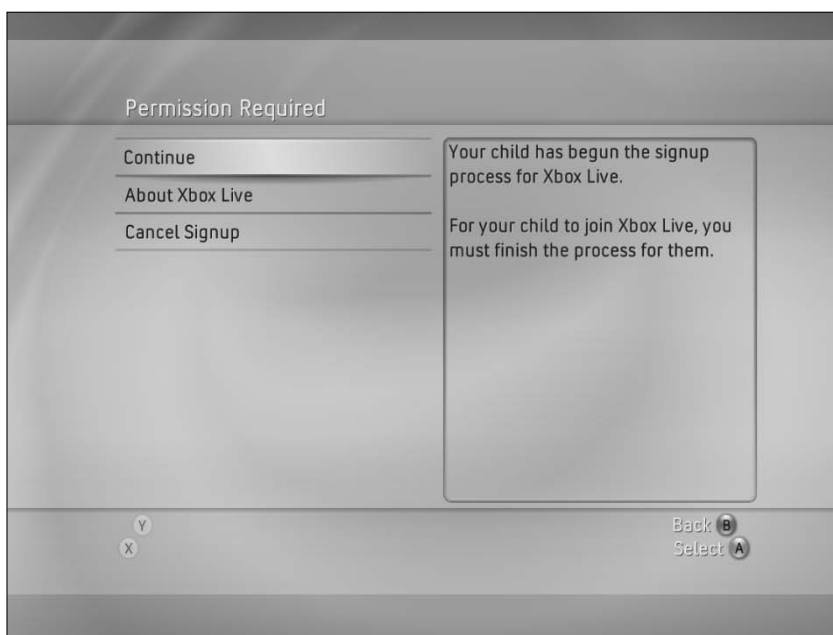 Permission Required
Continue
About Xbox Live
Cancel Signup
Your child has begun the signup
process for Xbox Live.
For your child to join Xbox Live, you
must finish the process for them.
Y
X
Back B
Select A